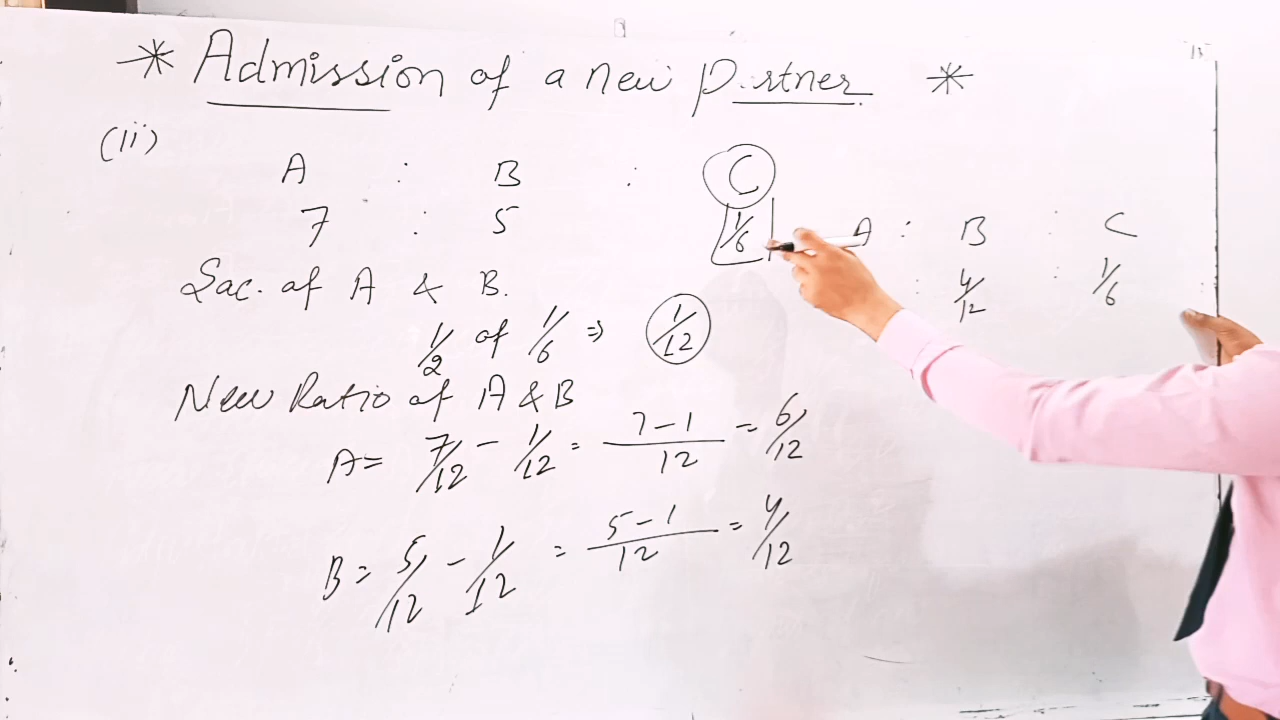 * Admission of a new Partner *
(ii)
A : B : C
7 : 5 1/6
Sac. of A & B.
1/2 of 1/6 ⇒ 1/12
New Ratio of A & B
A = 7/12 - 1/12 = 7-1/12 = 6/12
B = 5/12 - 1/12 = 5-1/12 = 4/12
A : B : C
: 4/12 : 1/6